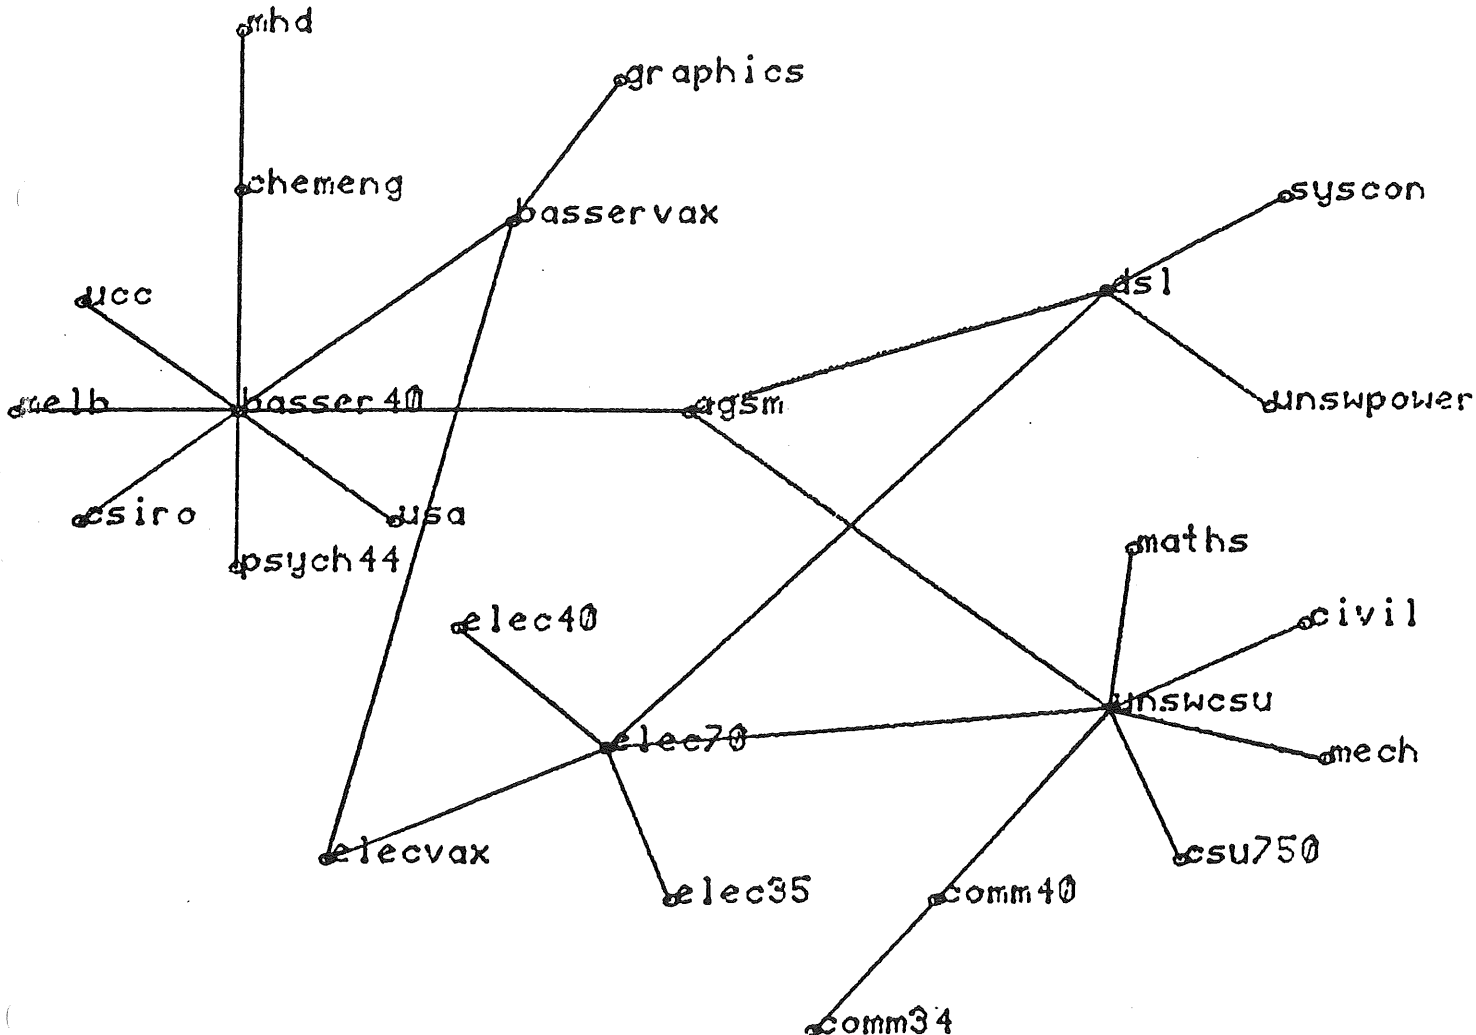 mhd
graphics
chemeng
syscon
basservax
dsl
ucc
melb
basser40
agsm
unswpower
csiro
usa
maths
psych44
elec40
civil
unswcsu
elec70
mech
elecvax
csu750
elec35
comm40
comm34